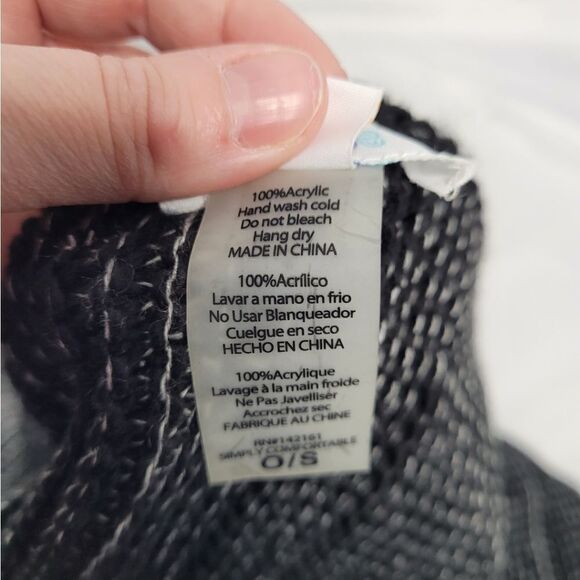 100%Acrylic
Hand wash cold
Do not bleach
Hang dry
MADE IN CHINA
100%Acrílico
Lavar a mano en frio
No Usar Blanqueador
Cuelgue en seco
HECHO EN CHINA
100%Acrylique
Lavage à la main froide
Ne Pas Javelliser
Accrochez sec
FABRIQUE AU CHINE
RN#142161
SIMPLY COMFORTABLE
O/S